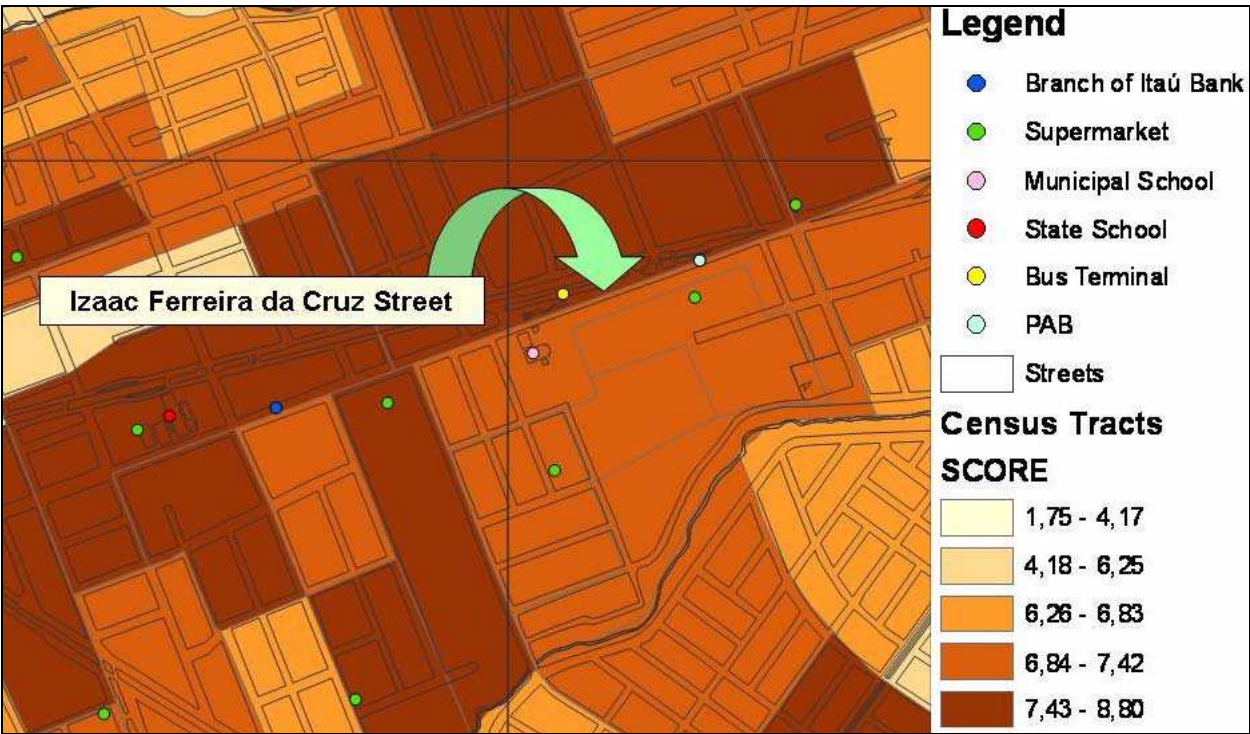 Izaac Ferreira da Cruz Street
Legend
Branch of Itaú Bank
Supermarket
Municipal School
State School
Bus Terminal
PAB
Streets
Census Tracts
SCORE
1,75 - 4,17
4,18 - 6,25
6,26 - 6,83
6,84 - 7,42
7,43 - 8,80